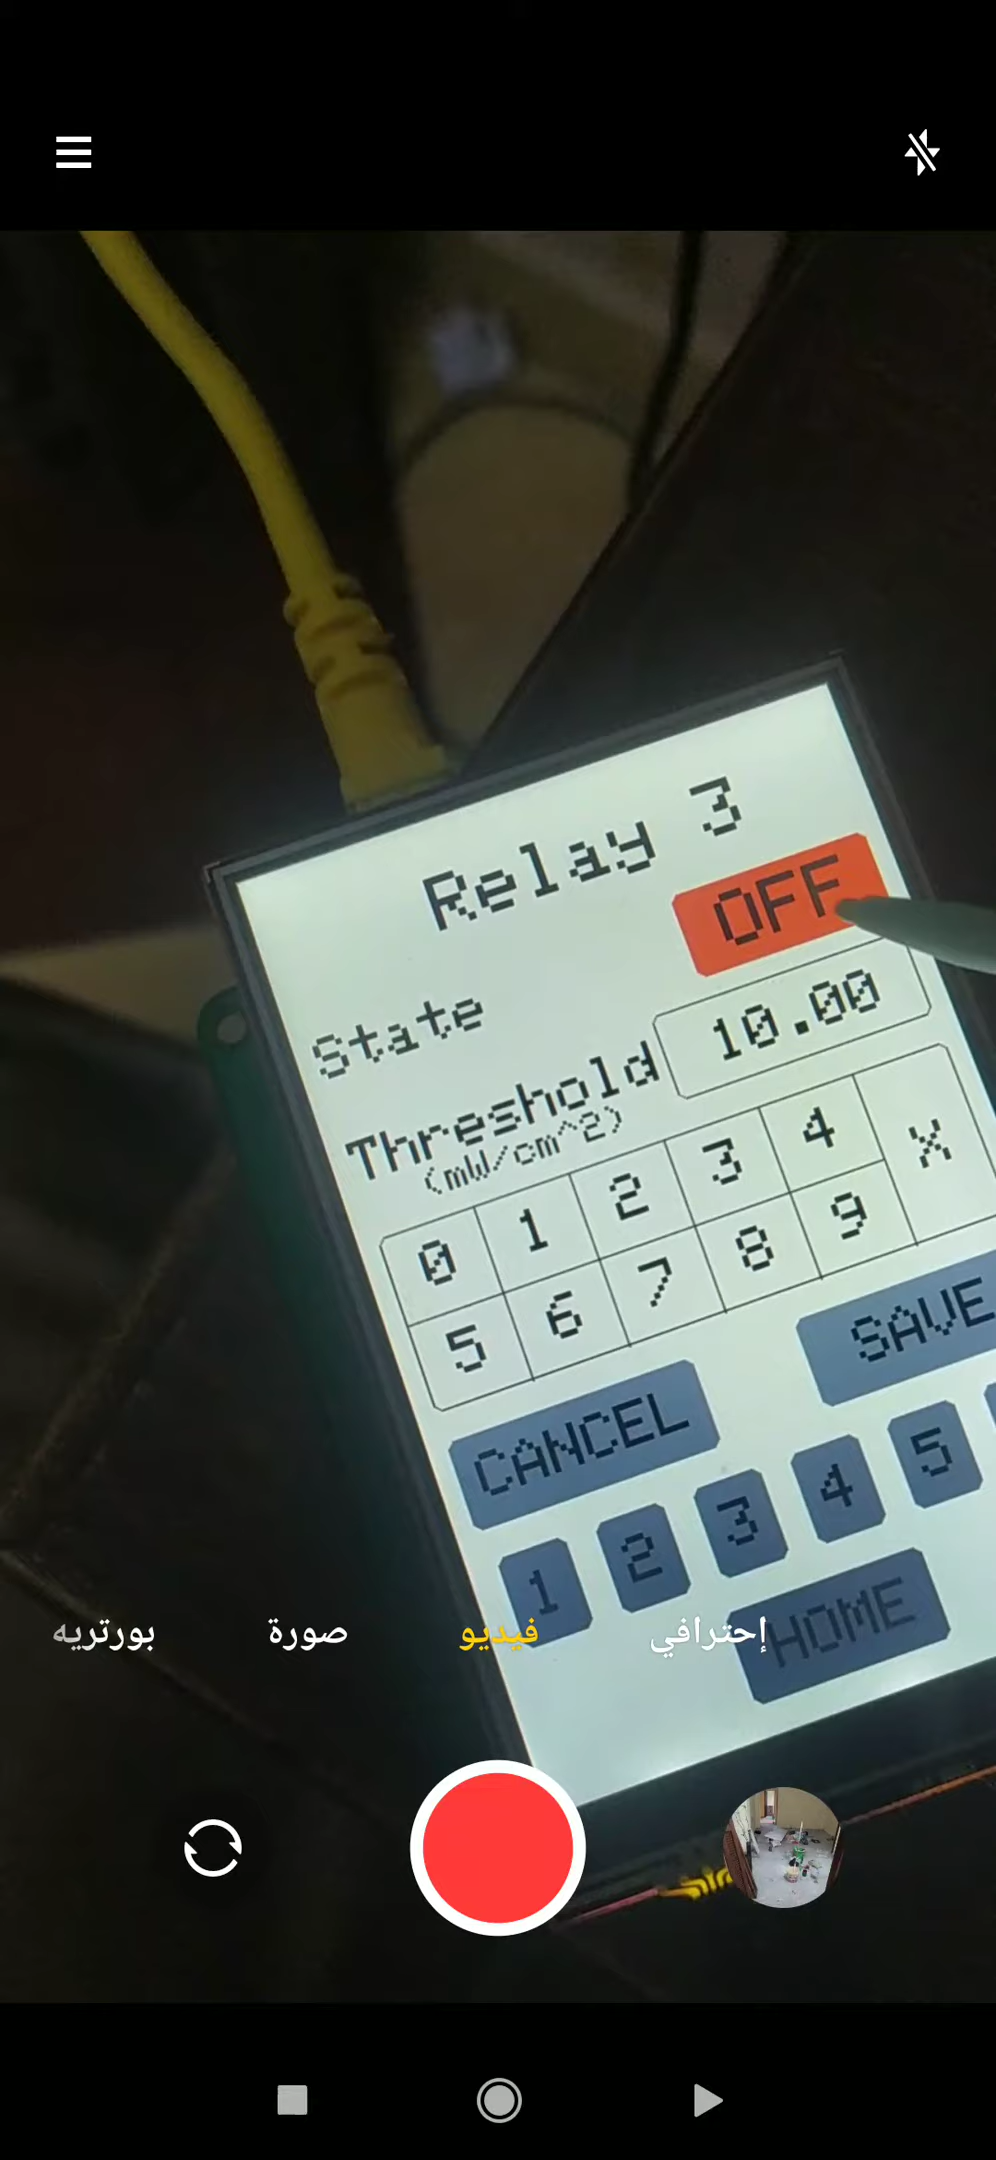 Relay 3
State OFF
Threshold 10.00
(mW/cm^2)
0 1 2 3 4 X
5 6 7 8 9
CANCEL SAVE
1 2 3 4 5
HOME
بورتريه صورة فيديو إحترافي